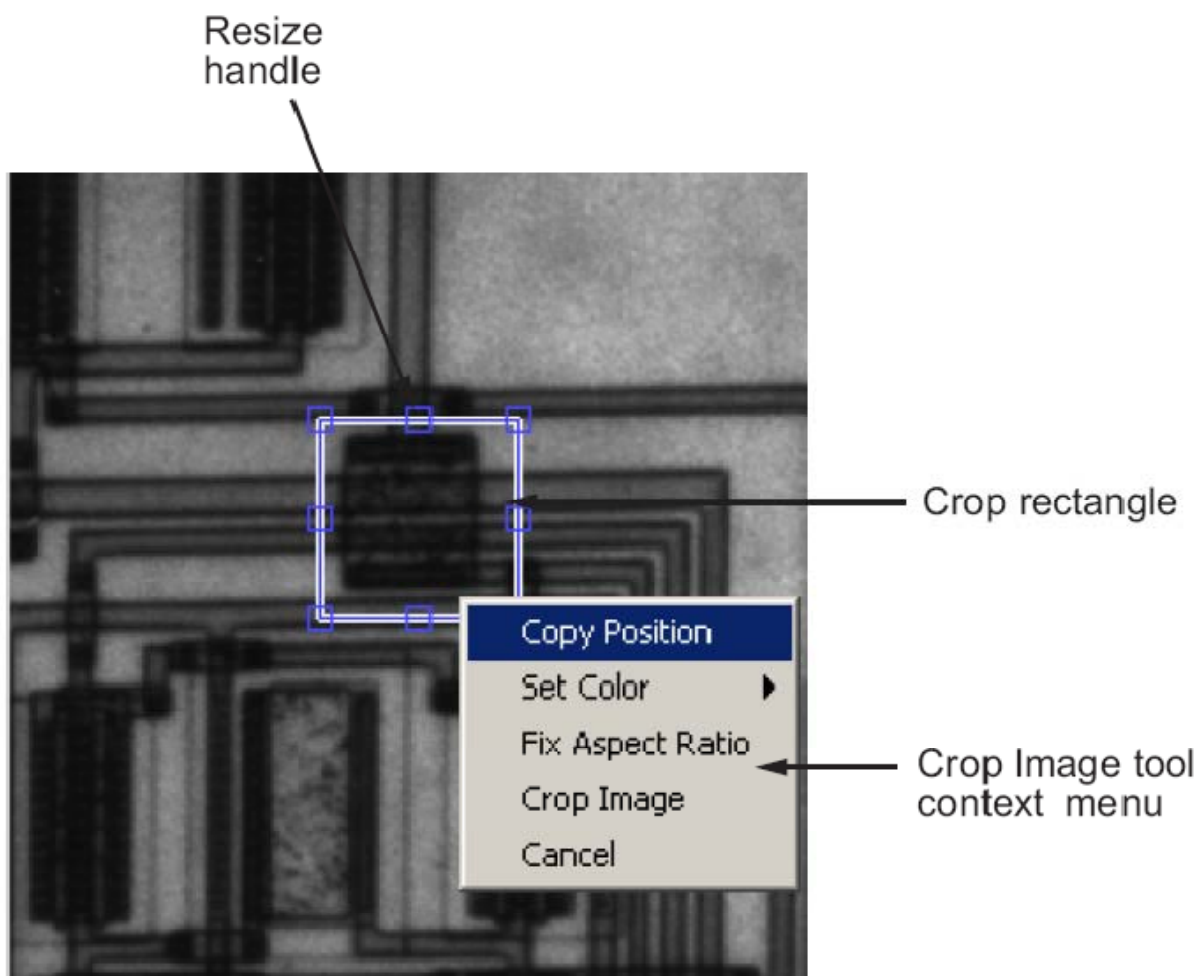 Resize
handle
Crop rectangle
Copy Position
Set Color
Fix Aspect Ratio
Crop Image
Cancel
Crop Image tool
context menu